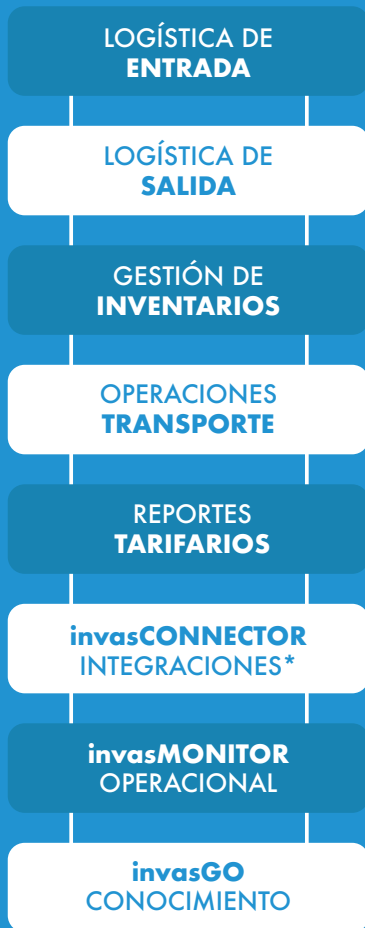 LOGÍSTICA DE
ENTRADA
LOGÍSTICA DE
SALIDA
GESTIÓN DE
INVENTARIOS
OPERACIONES
TRANSPORTE
REPORTES
TARIFARIOS
invasCONNECTOR
INTEGRACIONES*
invasMONITOR
OPERACIONAL
invasGO
CONOCIMIENTO